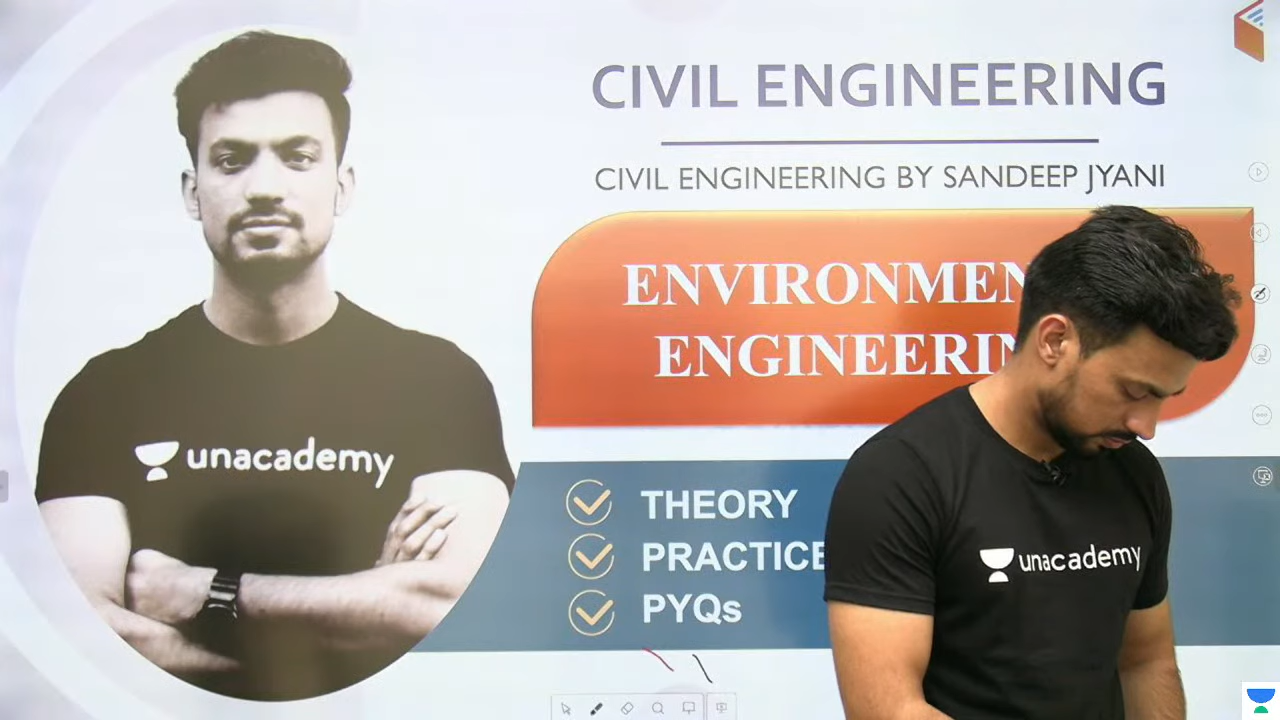 CIVIL ENGINEERING
CIVIL ENGINEERING BY SANDEEP JYANI
ENVIRONMEN
ENGINEERIN
unacademy
THEORY
PRACTICE
PYQs
unacademy